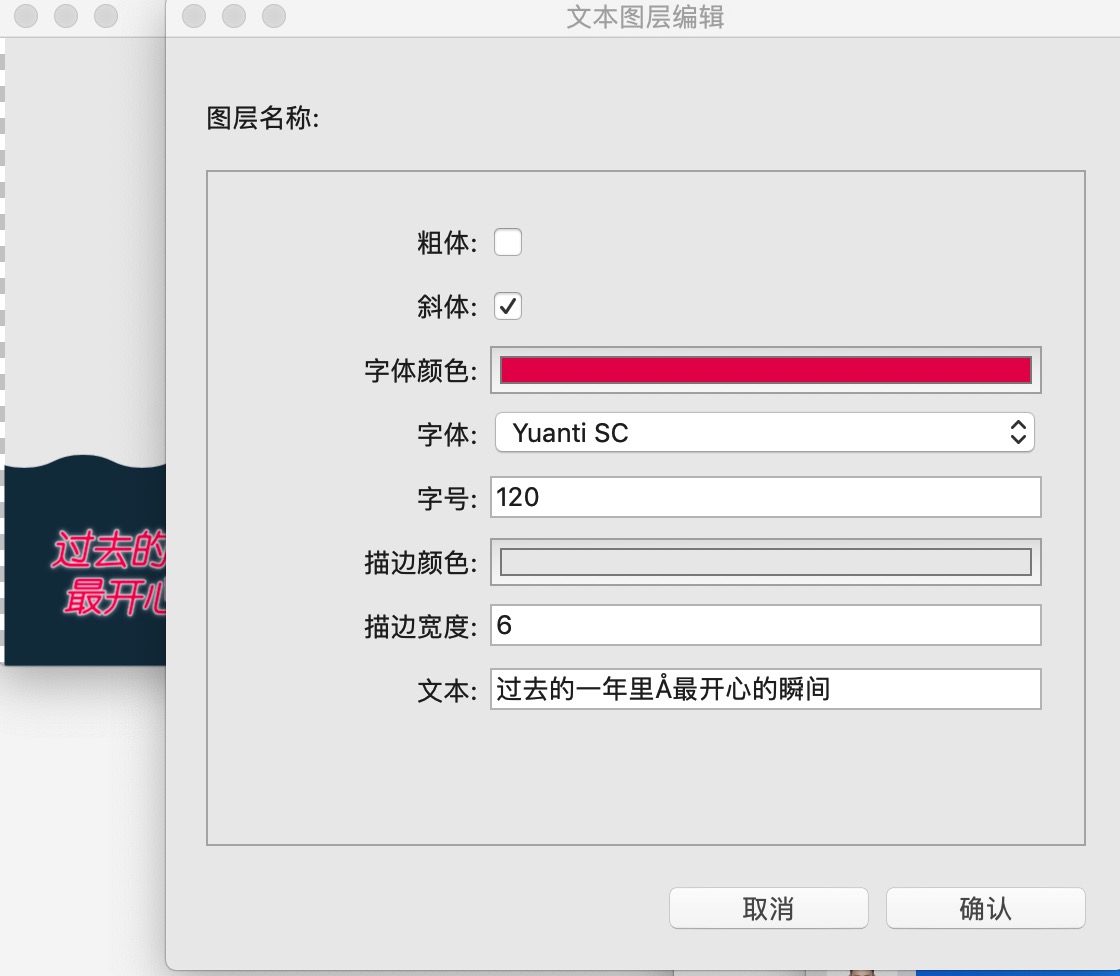 文本图层编辑
图层名称:
粗体:
斜体:
字体颜色:
字体: Yuanti SC
字号: 120
描边颜色:
描边宽度: 6
文本: 过去的一年里Å最开心的瞬间
取消 确认
过去的
最开心